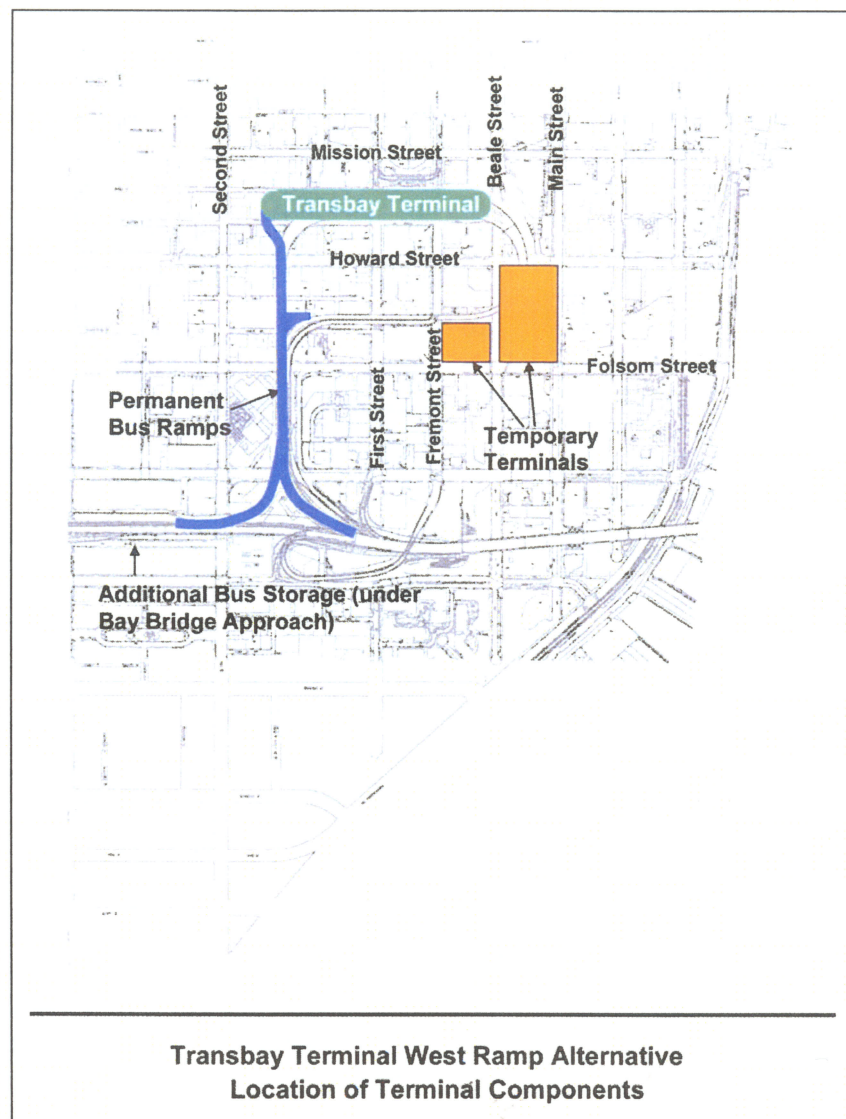 Second Street
Beale Street
Main Street
Mission Street
Transbay Terminal
Howard Street
Folsom Street
First Street
Fremont Street
Permanent
Bus Ramps
Temporary
Terminals
Additional Bus Storage (under
Bay Bridge Approach)
Transbay Terminal West Ramp Alternative
Location of Terminal Components